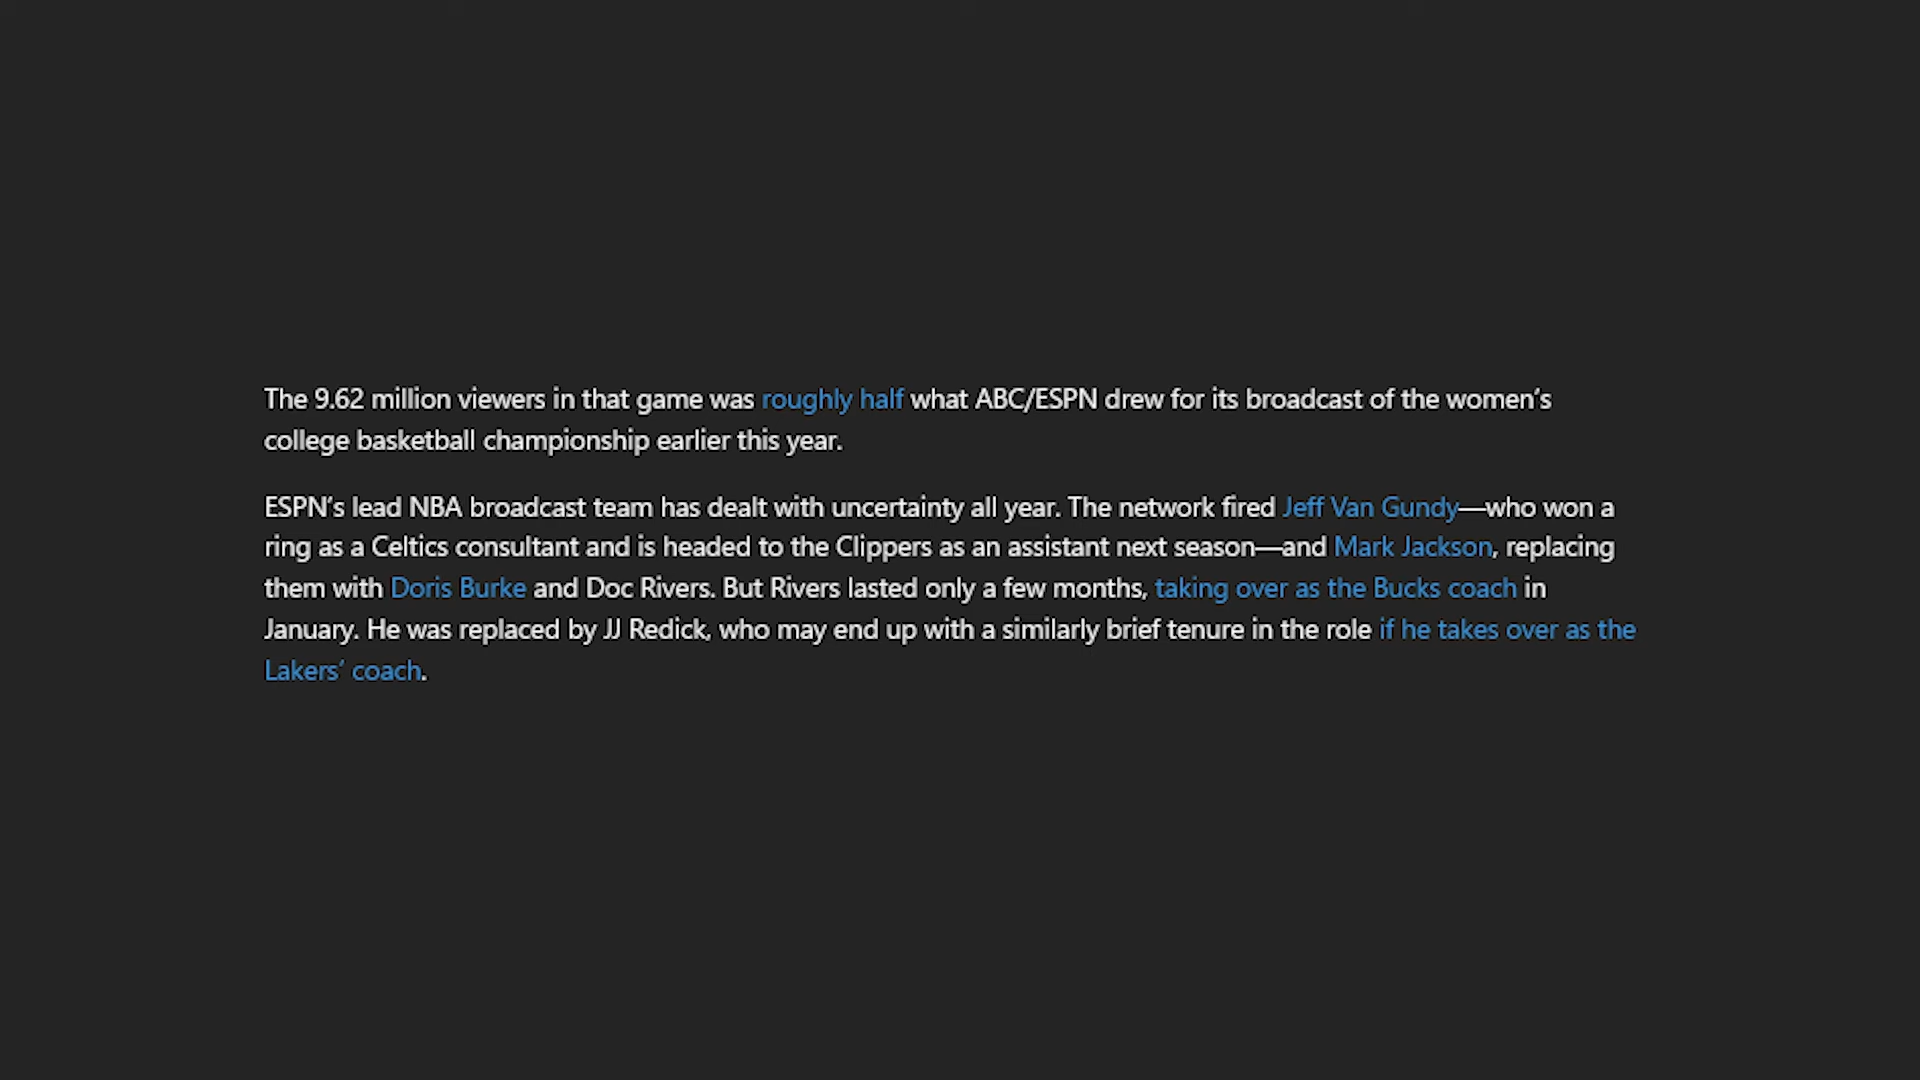 The 9.62 million viewers in that game was roughly half what ABC/ESPN drew for its broadcast of the women’s
college basketball championship earlier this year.
ESPN’s lead NBA broadcast team has dealt with uncertainty all year. The network fired Jeff Van Gundy—who won a
ring as a Celtics consultant and is headed to the Clippers as an assistant next season—and Mark Jackson, replacing
them with Doris Burke and Doc Rivers. But Rivers lasted only a few months, taking over as the Bucks coach in
January. He was replaced by JJ Redick, who may end up with a similarly brief tenure in the role if he takes over as the
Lakers’ coach.